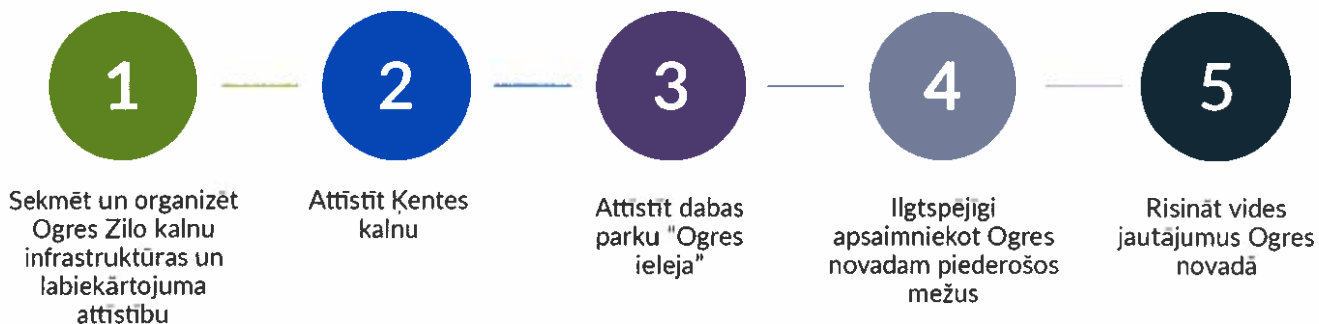 1
2
3
4
5
Sekmēt un organizēt
Ogres Zilo kalnu
infrastruktūras un
labiekārtojuma
attīstību
Attīstīt Ķentes
kalnu
Attīstīt dabas
parku "Ogres
ieleja"
Ilgtspējīgi
apsaimniekot Ogres
novadam piederošos
mežus
Risināt vides
jautājumus Ogres
novadā